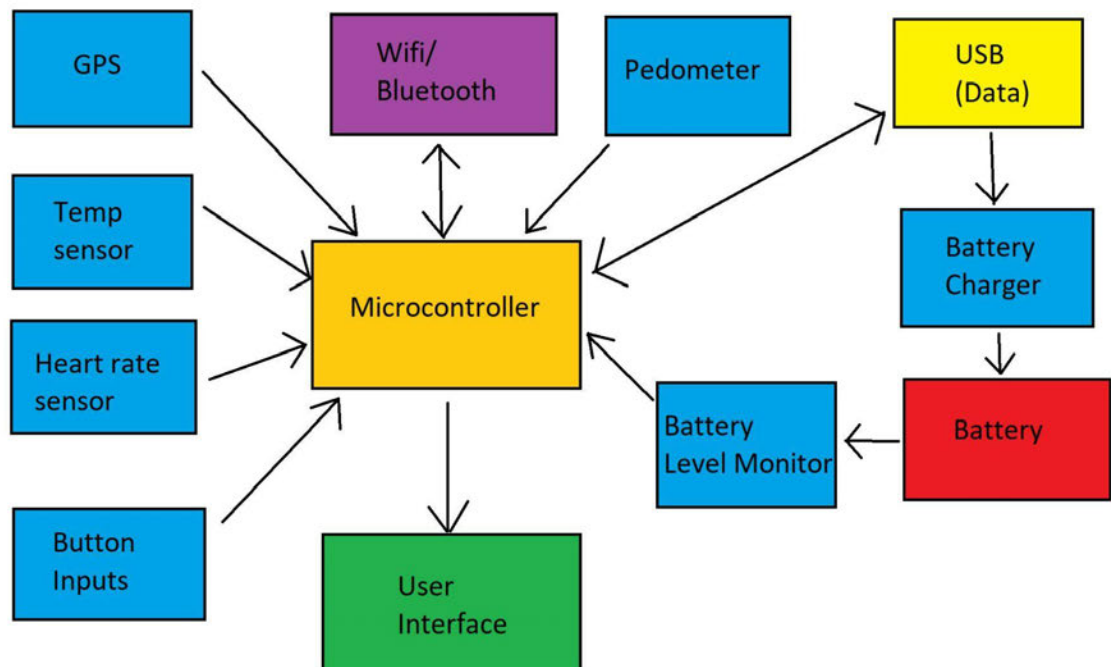 GPS
Wifi/
Bluetooth
Pedometer
USB
(Data)
Temp
sensor
Battery
Charger
Microcontroller
Heart rate
sensor
Battery
Level Monitor
Battery
Button
Inputs
User
Interface